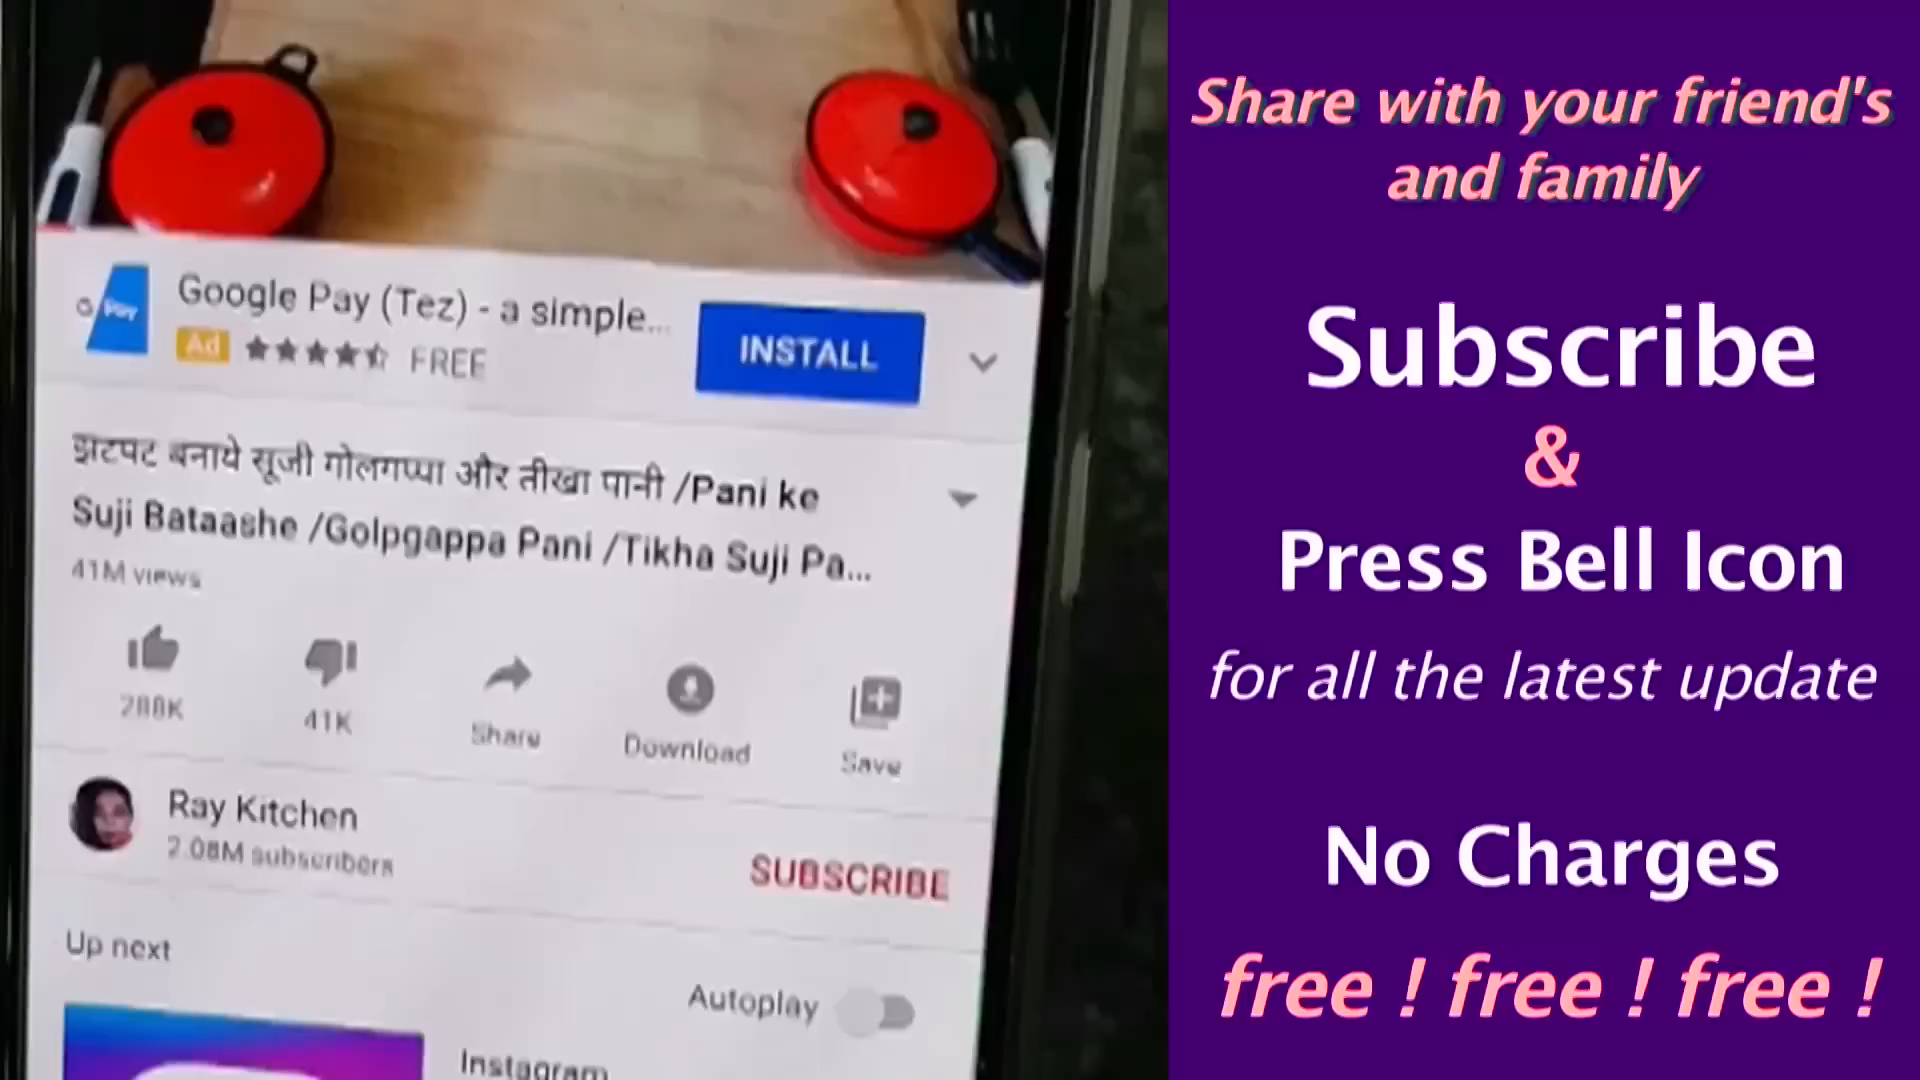 Pay
Google Pay (Tez) - a simple...
Ad FREE
INSTALL
झटपट बनाये सूजी गोलगप्पा और तीखा पानी /Pani ke
Suji Bataashe /Golpgappa Pani /Tikha Suji Pa...
41M views
288K
41K
Share
Download
Save
Ray Kitchen
2.08M subscribers
SUBSCRIBE
Up next
Autoplay
Instagram
Share with your friend's
and family
Subscribe
&
Press Bell Icon
for all the latest update
No Charges
free ! free ! free !